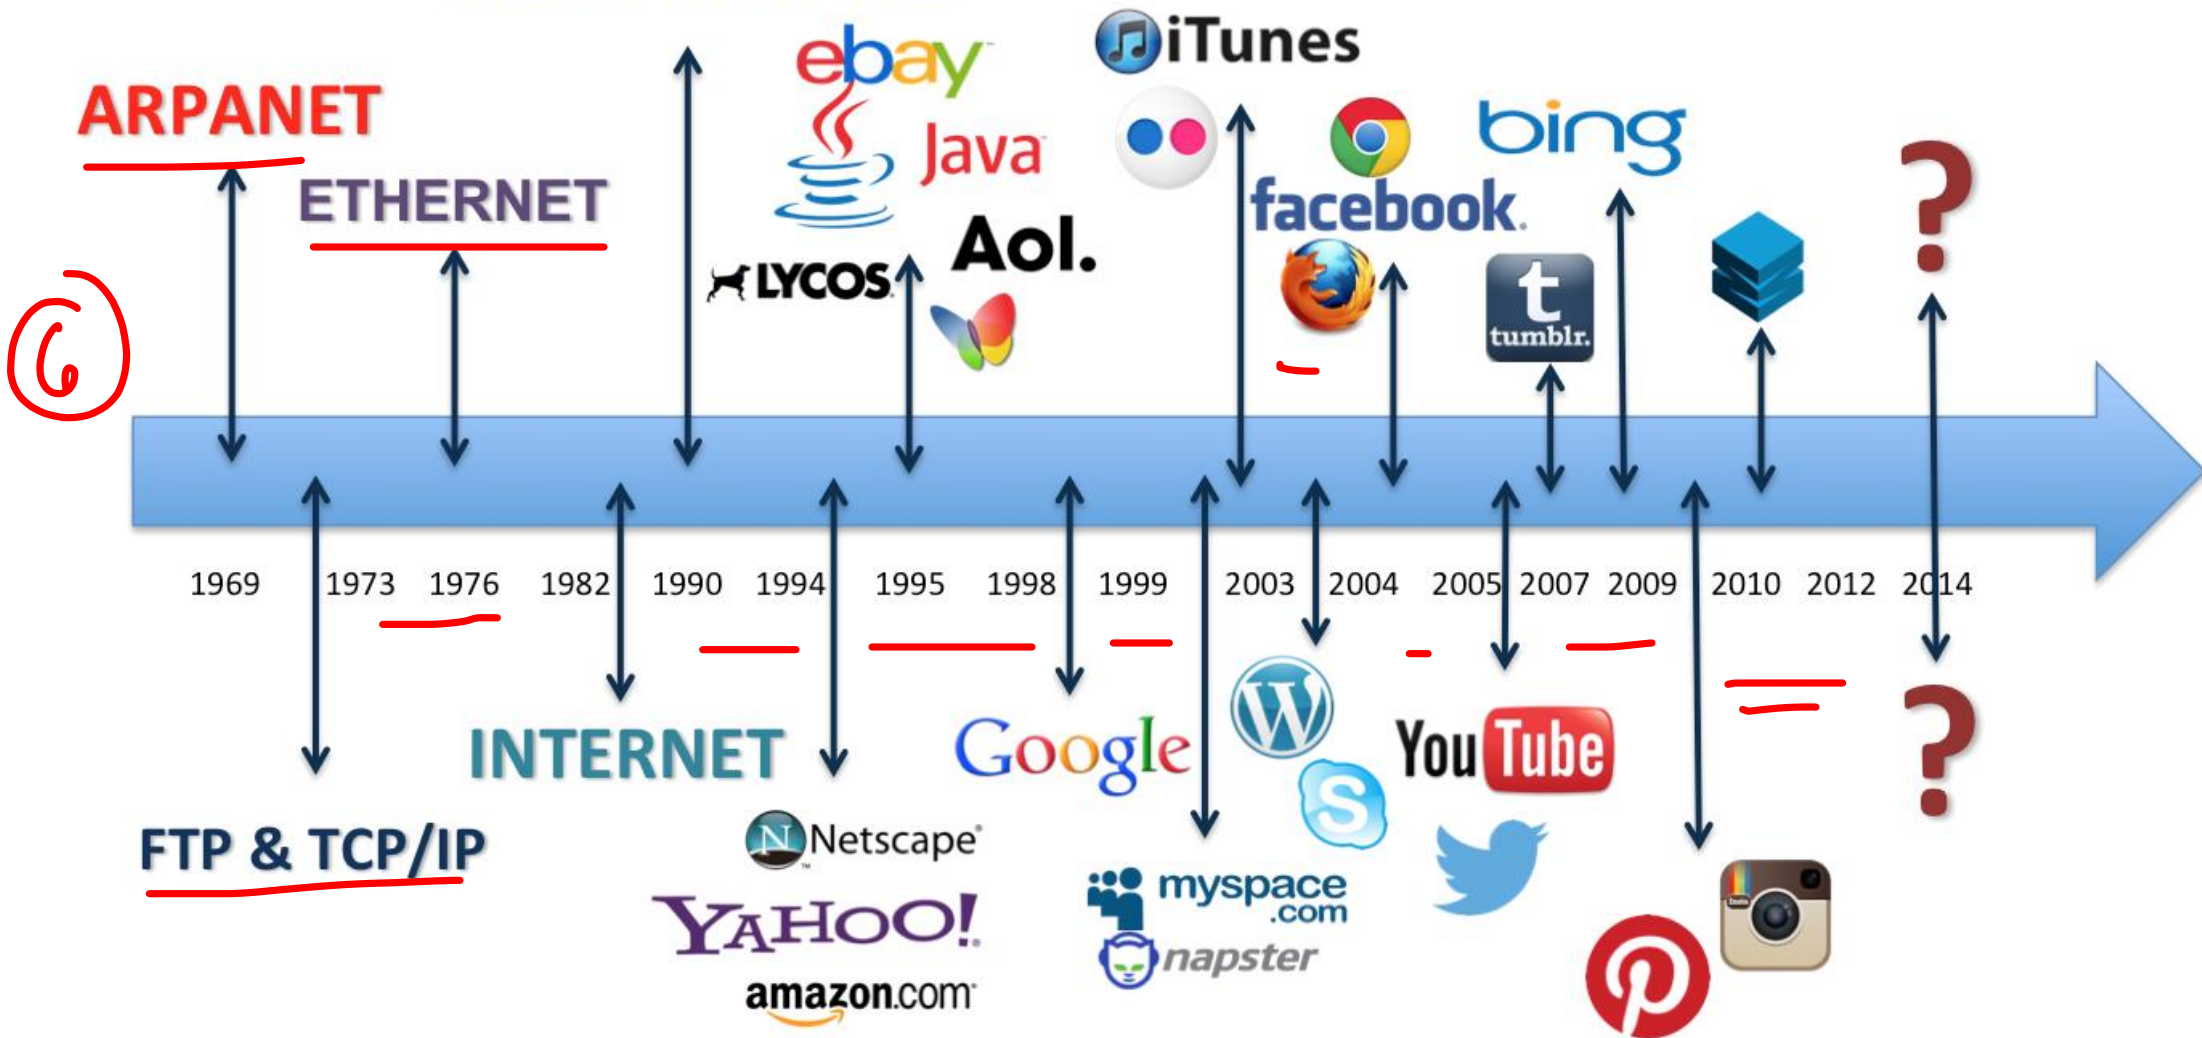 iTunes
ebay
ARPANET
bing
Java
ETHERNET
facebook.
Aol.
LYCOS
t
tumblr.
?
6
1969 1973 1976 1982 1990 1994 1995 1998 1999 2003 2004 2005 2007 2009 2010 2012 2014
W
INTERNET
Google
You Tube
?
S
FTP & TCP/IP
N Netscape
myspace
.com
YAHOO!
napster
amazon.com
P